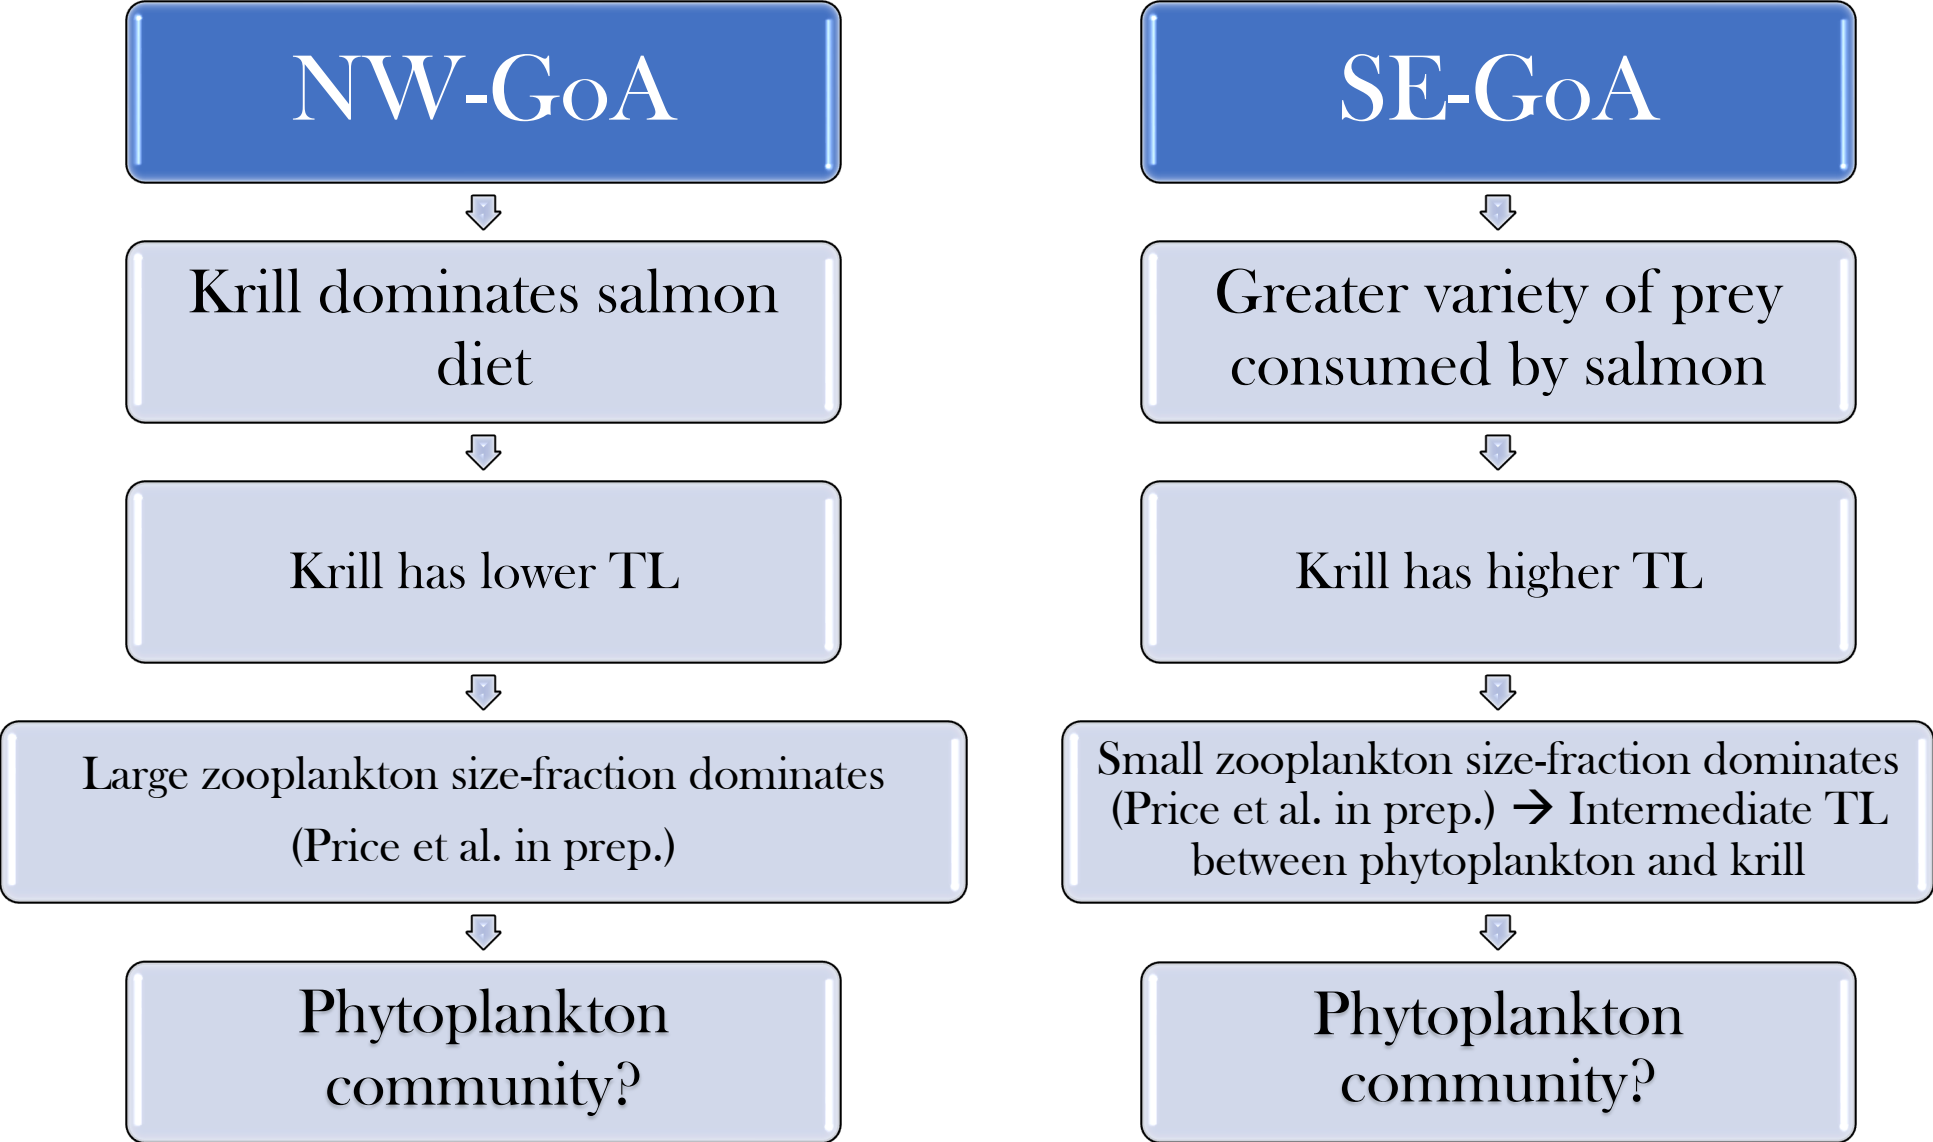 NW-GoA
Krill dominates salmon
diet
Krill has lower TL
Large zooplankton size-fraction dominates
(Price et al. in prep.)
Phytoplankton
community?
SE-GoA
Greater variety of prey
consumed by salmon
Krill has higher TL
Small zooplankton size-fraction dominates
(Price et al. in prep.) → Intermediate TL
between phytoplankton and krill
Phytoplankton
community?